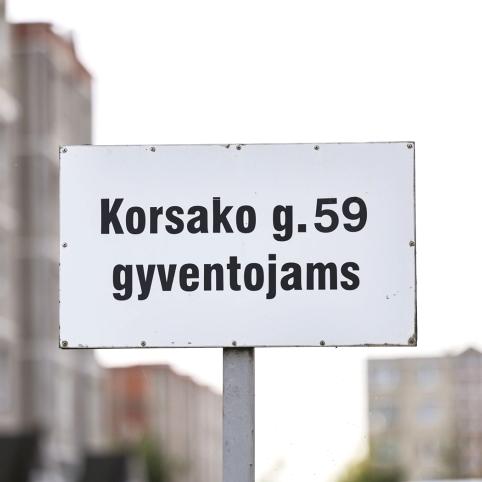 Korsako g. 59
gyventojams